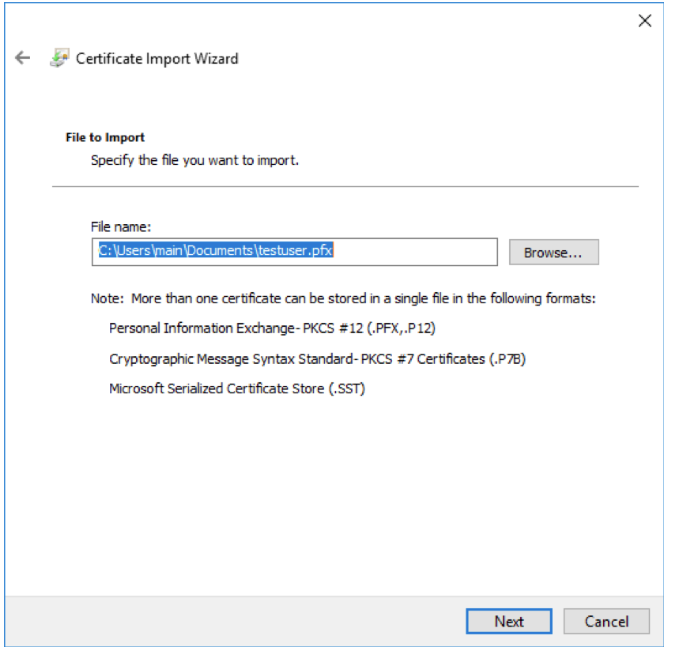 Certificate Import Wizard
File to Import
Specify the file you want to import.
File name:
C:\Users\main\Documents\testuser.pfx
Browse...
Note: More than one certificate can be stored in a single file in the following formats:
Personal Information Exchange- PKCS #12 (.PFX,.P12)
Cryptographic Message Syntax Standard- PKCS #7 Certificates (.P7B)
Microsoft Serialized Certificate Store (.SST)
Next
Cancel